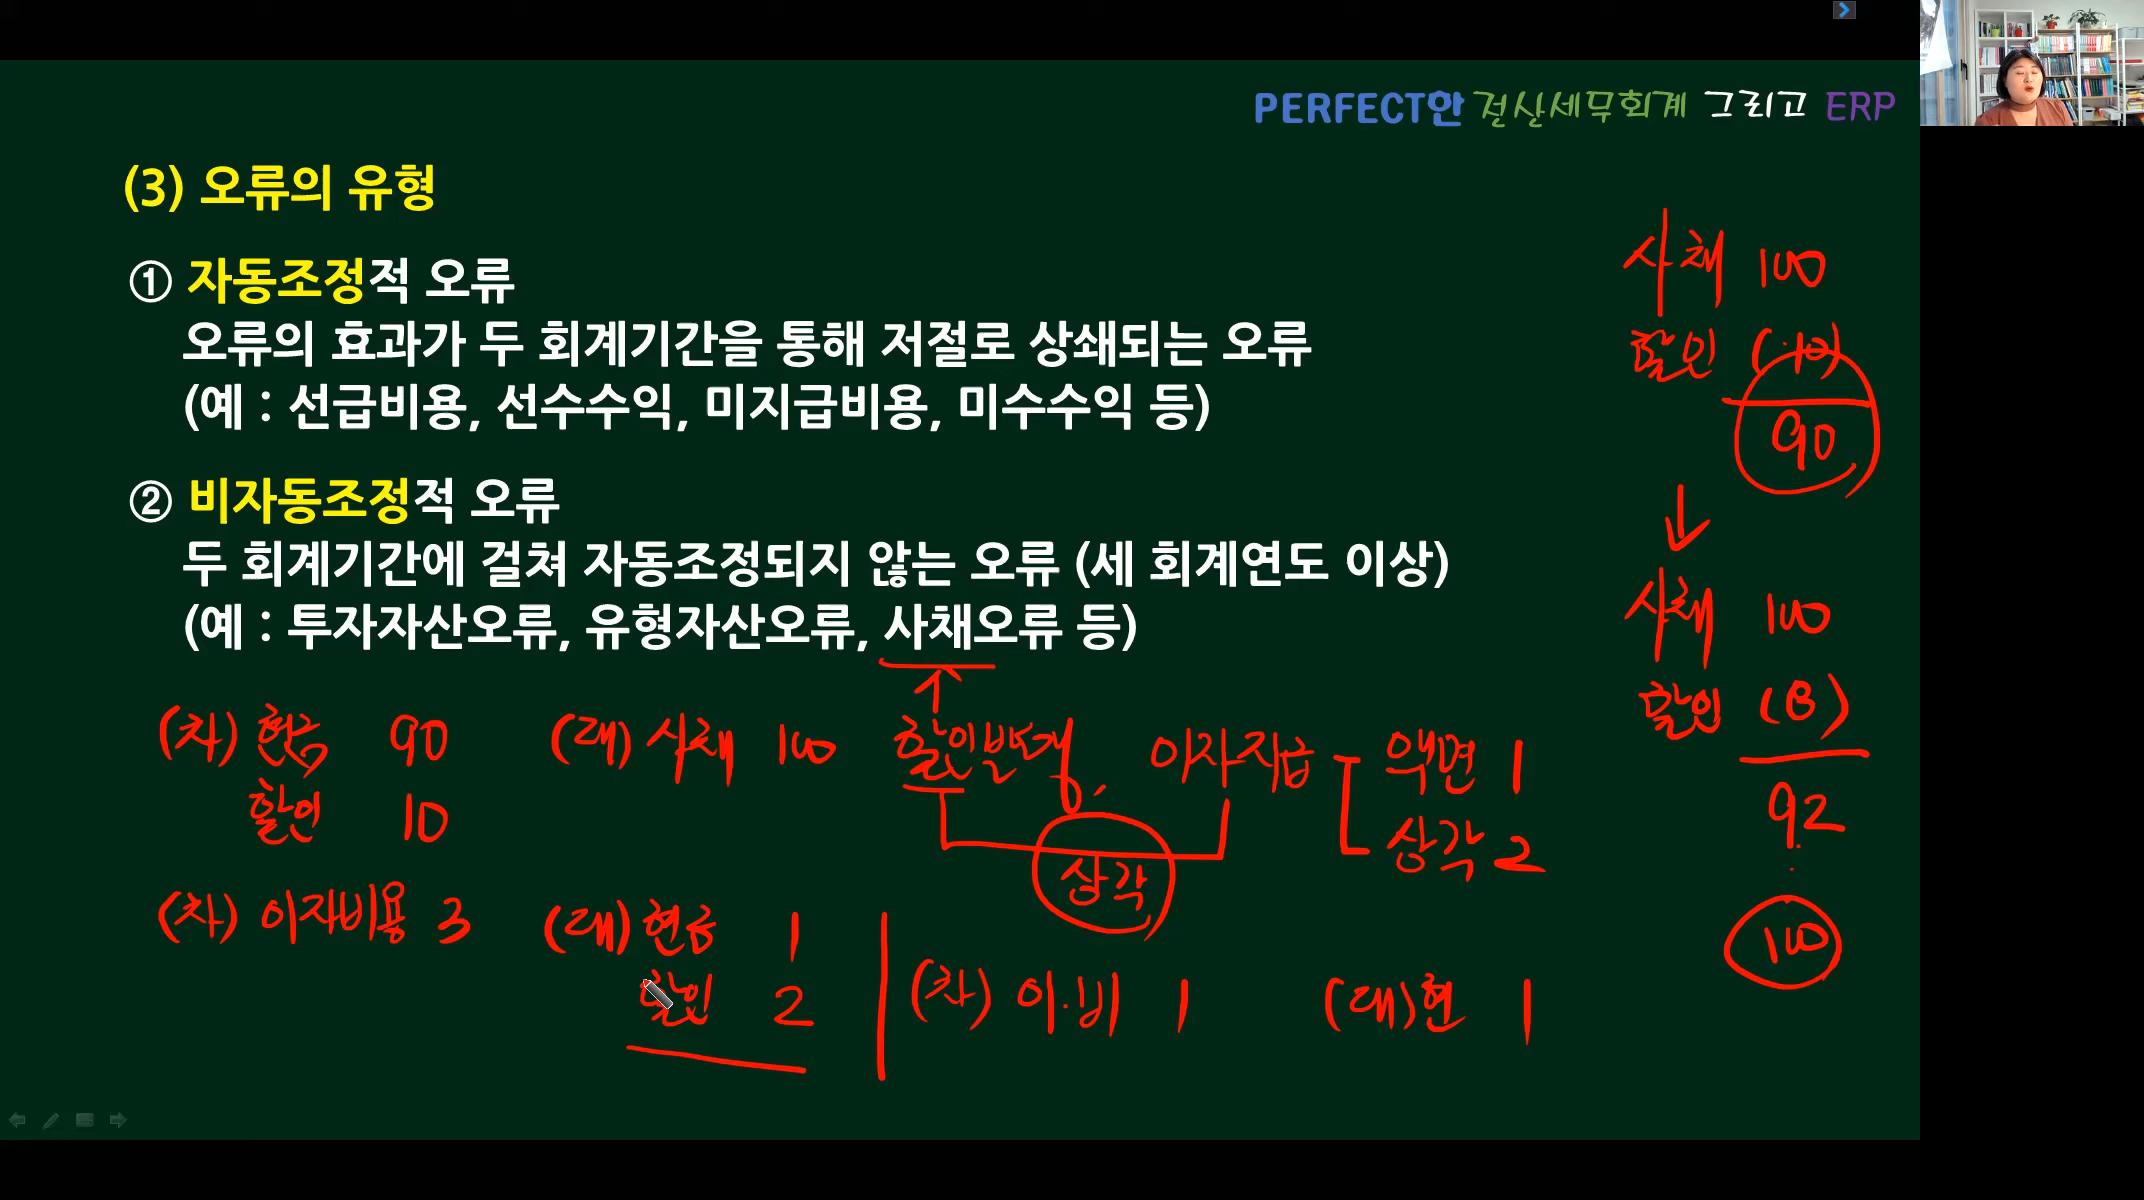 PERFECT한 전산세무회계 그리고 ERP
(3) 오류의 유형
① 자동조정적 오류
오류의 효과가 두 회계기간을 통해 저절로 상쇄되는 오류
(예 : 선급비용, 선수수익, 미지급비용, 미수수익 등)
② 비자동조정적 오류
두 회계기간에 걸쳐 자동조정되지 않는 오류 (세 회계연도 이상)
(예 : 투자자산오류, 유형자산오류, 사채오류 등)
(차) 현금 90 (대) 사채 100
할인 10
할인발행, 이자지급 액면 1
상각 2
상각
(차) 이자비용 3 (대) 현금 1
할인 2
(차) 이.비 1 (대) 현 1
사채 100
할인 (10)
90
사채 100
할인 (8)
92
100